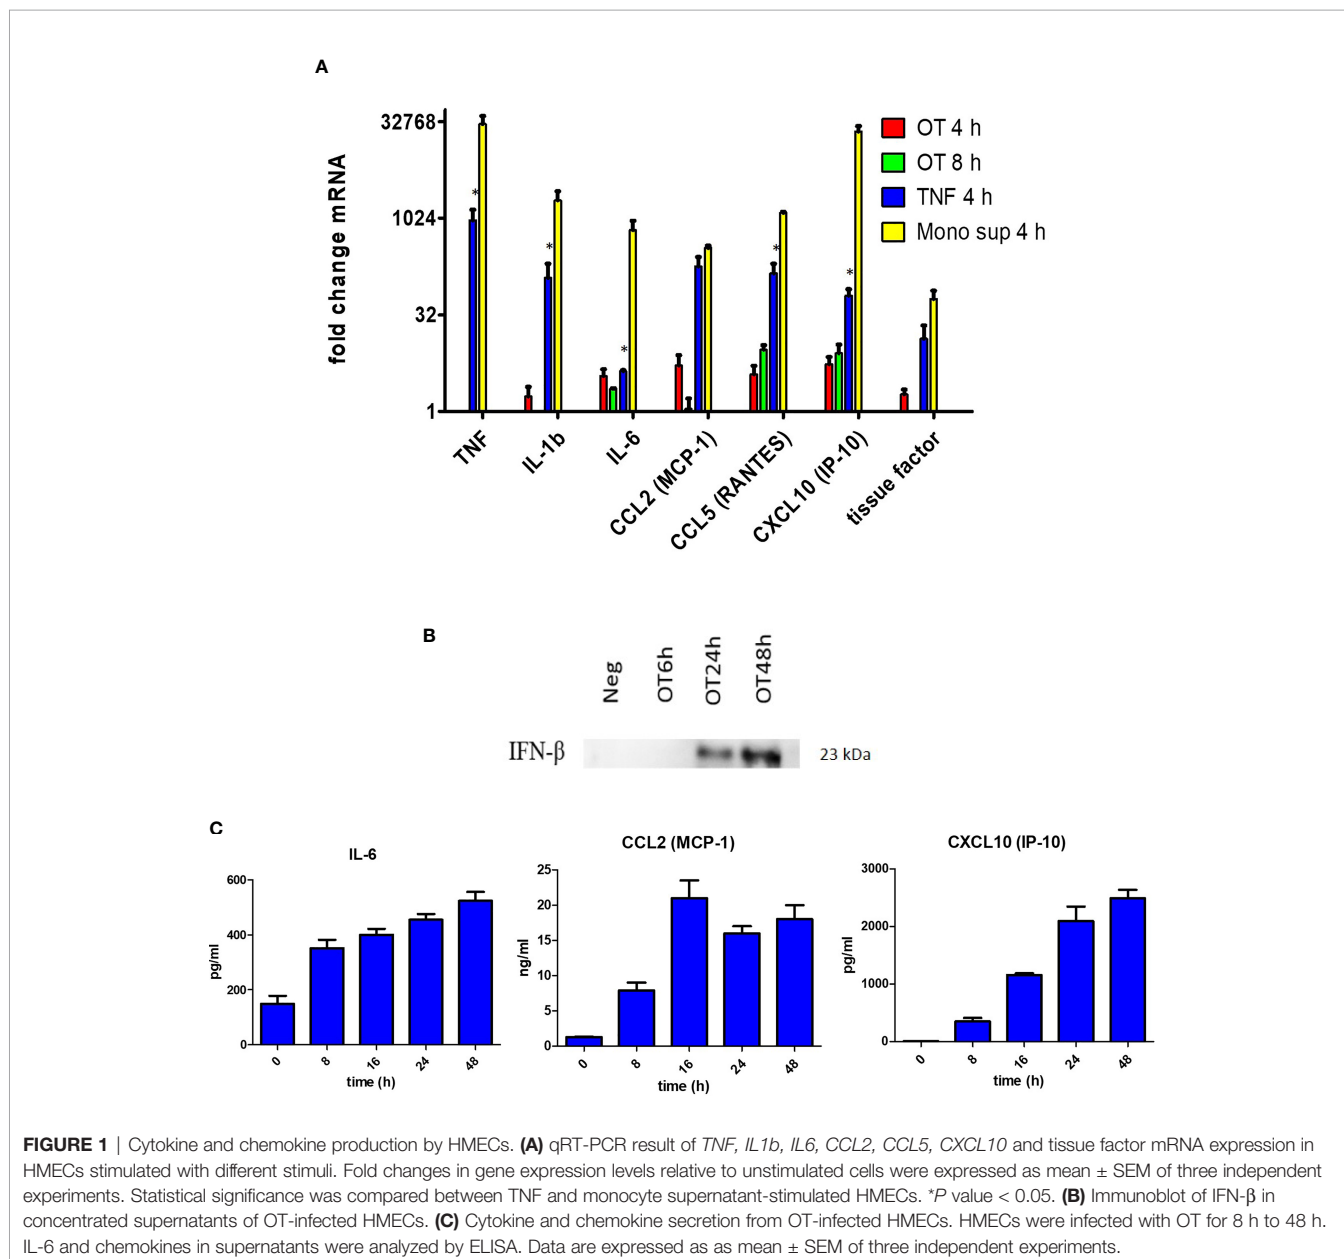 A
fold change mRNA
32768
1024
32
1
*
*
*
*
*
OT 4 h
OT 8 h
TNF 4 h
Mono sup 4 h
TNF
IL-1b
IL-6
CCL2 (MCP-1)
CCL5 (RANTES)
CXCL10 (IP-10)
tissue factor
B
Neg
OT6h
OT24h
OT48h
IFN-β
23 kDa
C
IL-6
pg/ml
600
400
200
0
0
8
16
24
48
time (h)
CCL2 (MCP-1)
ng/ml
25
20
15
10
5
0
0
8
16
24
48
time (h)
CXCL10 (IP-10)
pg/ml
3000
2000
1000
0
0
8
16
24
48
time (h)
FIGURE 1 | Cytokine and chemokine production by HMECs. (A) qRT-PCR result of TNF, IL1b, IL6, CCL2, CCL5, CXCL10 and tissue factor mRNA expression in
HMECs stimulated with different stimuli. Fold changes in gene expression levels relative to unstimulated cells were expressed as mean ± SEM of three independent
experiments. Statistical significance was compared between TNF and monocyte supernatant-stimulated HMECs. *P value < 0.05. (B) Immunoblot of IFN-β in
concentrated supernatants of OT-infected HMECs. (C) Cytokine and chemokine secretion from OT-infected HMECs. HMECs were infected with OT for 8 h to 48 h.
IL-6 and chemokines in supernatants were analyzed by ELISA. Data are expressed as as mean ± SEM of three independent experiments.